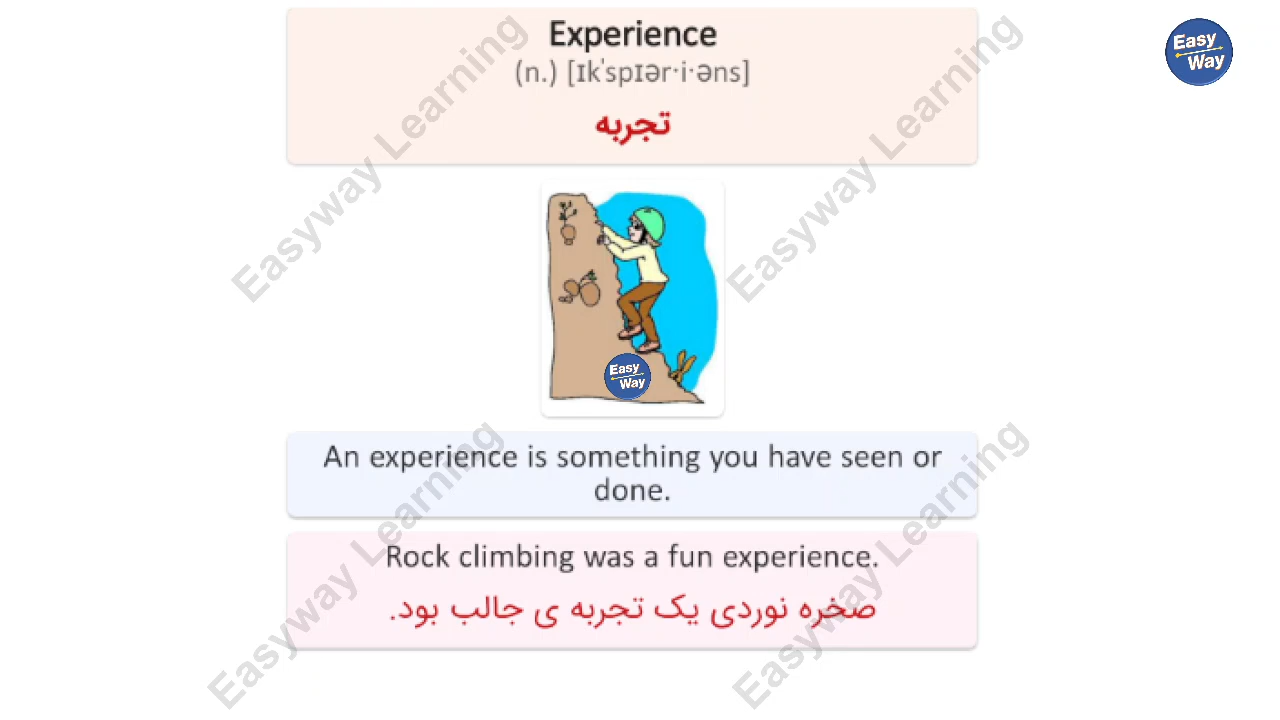 Experience
(n.) [ɪkˈspɪər·i·əns]
تجربه
Easy
Way
Easy
Way
An experience is something you have seen or
done.
Rock climbing was a fun experience.
صخره نوردی یک تجربه ی جالب بود.
Easyway Learning
Easyway Learning
Easyway Learning
Easyway Learning